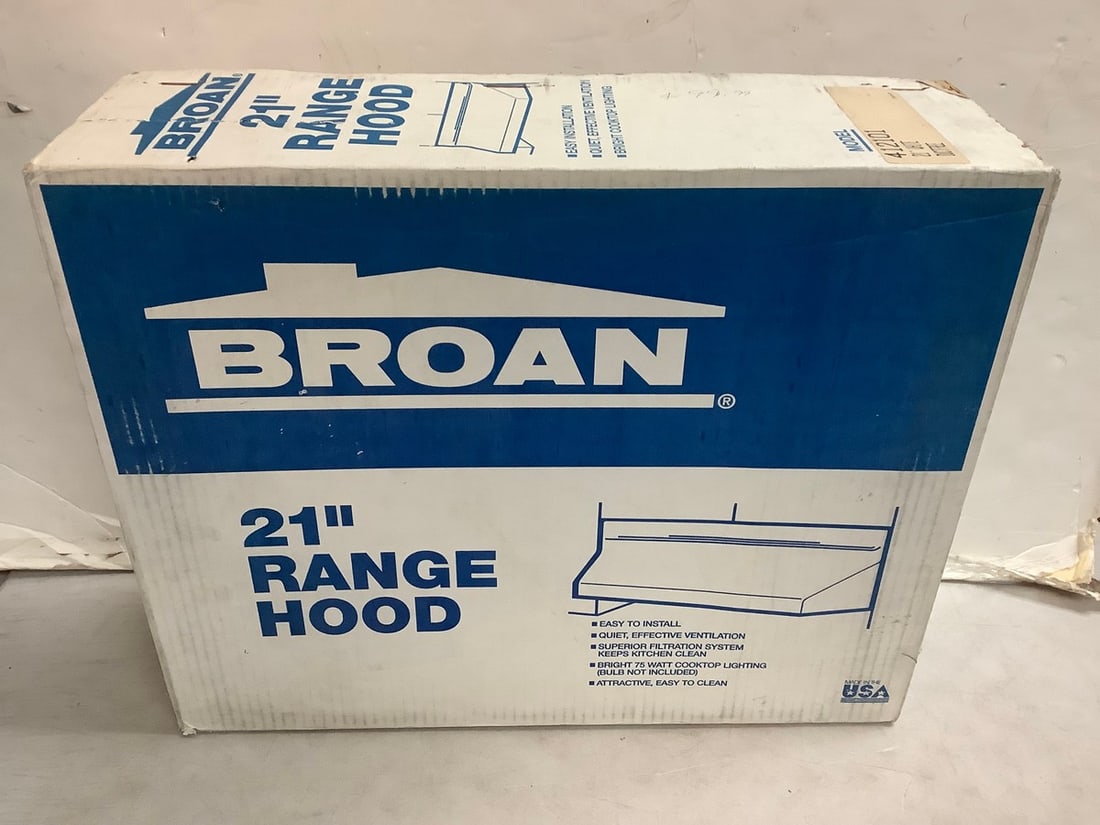 BROAN®
21"
RANGE
HOOD
EASY INSTALLATION
QUIET, EFFECTIVE VENTILATION
BRIGHT COOKTOP LIGHTING
MODEL
412101
BROAN®
21"
RANGE
HOOD
EASY TO INSTALL
QUIET, EFFECTIVE VENTILATION
SUPERIOR FILTRATION SYSTEM
KEEPS KITCHEN CLEAN
BRIGHT 75 WATT COOKTOP LIGHTING
(BULB NOT INCLUDED)
ATTRACTIVE, EASY TO CLEAN
MADE IN THE
USA